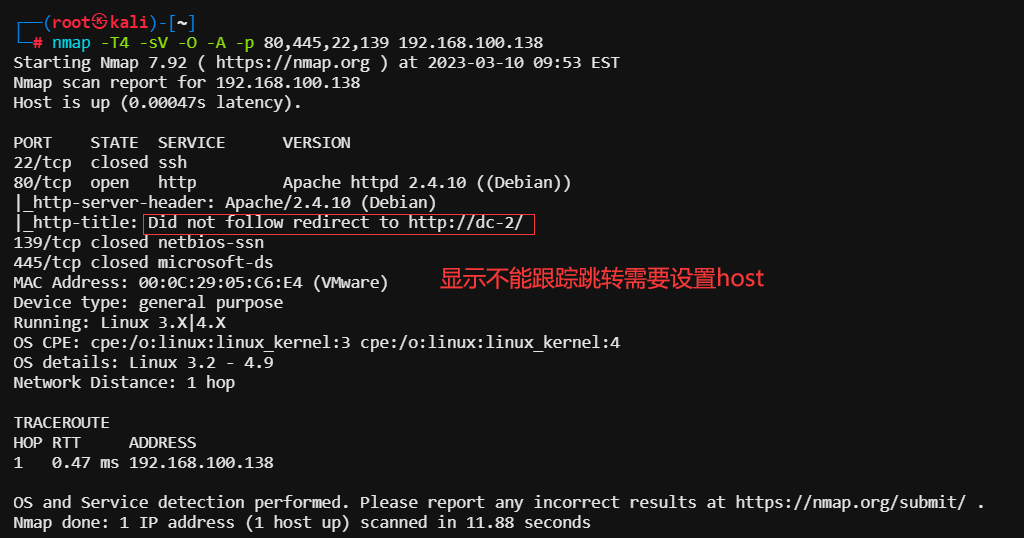 ┌──(root㉿kali)-[~]
└─# nmap -T4 -sV -O -A -p 80,445,22,139 192.168.100.138
Starting Nmap 7.92 ( https://nmap.org ) at 2023-03-10 09:53 EST
Nmap scan report for 192.168.100.138
Host is up (0.00047s latency).

PORT    STATE  SERVICE      VERSION
22/tcp  closed ssh
80/tcp  open   http         Apache httpd 2.4.10 ((Debian))
|_http-server-header: Apache/2.4.10 (Debian)
|_http-title: Did not follow redirect to http://dc-2/
139/tcp closed netbios-ssn
445/tcp closed microsoft-ds
MAC Address: 00:0C:29:05:C6:E4 (VMware)
显示不能跟踪跳转需要设置host
Device type: general purpose
Running: Linux 3.X|4.X
OS CPE: cpe:/o:linux:linux_kernel:3 cpe:/o:linux:linux_kernel:4
OS details: Linux 3.2 - 4.9
Network Distance: 1 hop

TRACEROUTE
HOP RTT     ADDRESS
1   0.47 ms 192.168.100.138

OS and Service detection performed. Please report any incorrect results at https://nmap.org/submit/ .
Nmap done: 1 IP address (1 host up) scanned in 11.88 seconds